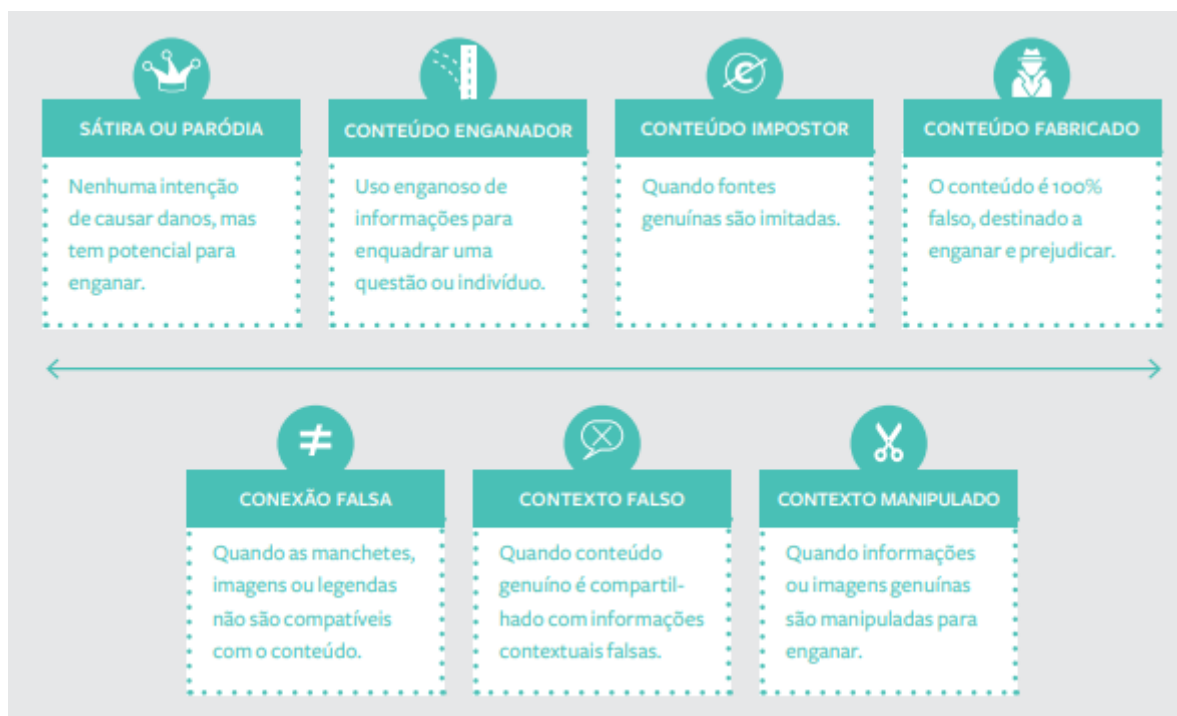 SÁTIRA OU PARÓDIA
Nenhuma intenção
de causar danos, mas
tem potencial para
enganar.
CONTEÚDO ENGANADOR
Uso enganoso de
informações para
enquadrar uma
questão ou indivíduo.
CONTEÚDO IMPOSTOR
Quando fontes
genuínas são imitadas.
CONTEÚDO FABRICADO
O conteúdo é 100%
falso, destinado a
enganar e prejudicar.
CONEXÃO FALSA
Quando as manchetes,
imagens ou legendas
não são compatíveis
com o conteúdo.
CONTEXTO FALSO
Quando conteúdo
genuíno é compartil-
hado com informações
contextuais falsas.
CONTEXTO MANIPULADO
Quando informações
ou imagens genuínas
são manipuladas para
enganar.